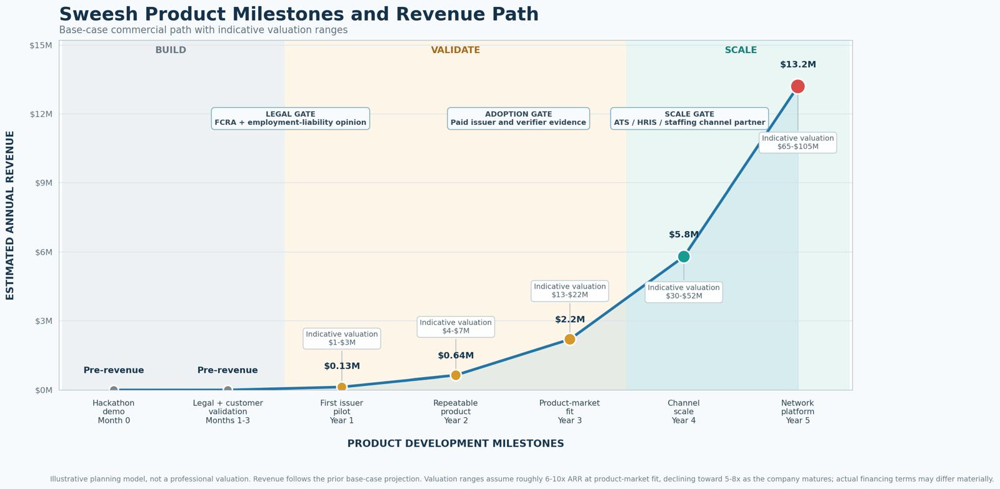 Sweesh Product Milestones and Revenue Path
Base-case commercial path with indicative valuation ranges
ESTIMATED ANNUAL REVENUE
$15M
$12M
$9M
$6M
$3M
$0M
BUILD
VALIDATE
SCALE
LEGAL GATE
FCRA + employment-liability opinion
ADOPTION GATE
Paid issuer and verifier evidence
SCALE GATE
ATS / HRIS / staffing channel partner
Pre-revenue
Pre-revenue
Indicative valuation
$1-$3M
$0.13M
Indicative valuation
$4-$7M
$0.64M
Indicative valuation
$13-$22M
$2.2M
$5.8M
Indicative valuation
$30-$52M
$13.2M
Indicative valuation
$65-$105M
Hackathon
demo
Month 0
Legal + customer
validation
Months 1-3
First issuer
pilot
Year 1
Repeatable
product
Year 2
Product-market
fit
Year 3
Channel
scale
Year 4
Network
platform
Year 5
PRODUCT DEVELOPMENT MILESTONES
Illustrative planning model, not a professional valuation. Revenue follows the prior base-case projection. Valuation ranges assume roughly 6-10x ARR at product-market fit, declining toward 5-8x as the company matures; actual financing terms may differ materially.